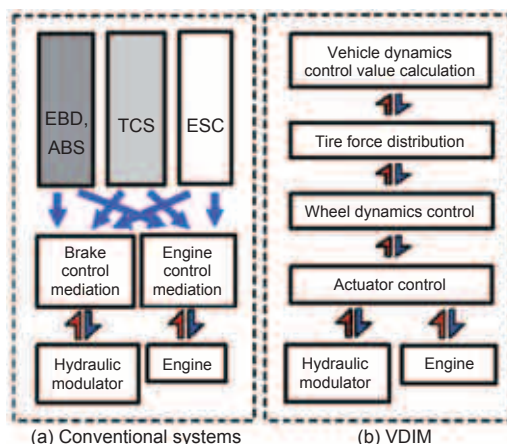 EBD,
ABS
TCS
ESC
Brake
control
mediation
Engine
control
mediation
Hydraulic
modulator
Engine
(a) Conventional systems
Vehicle dynamics
control value calculation
Tire force distribution
Wheel dynamics control
Actuator control
Hydraulic
modulator
Engine
(b) VDIM